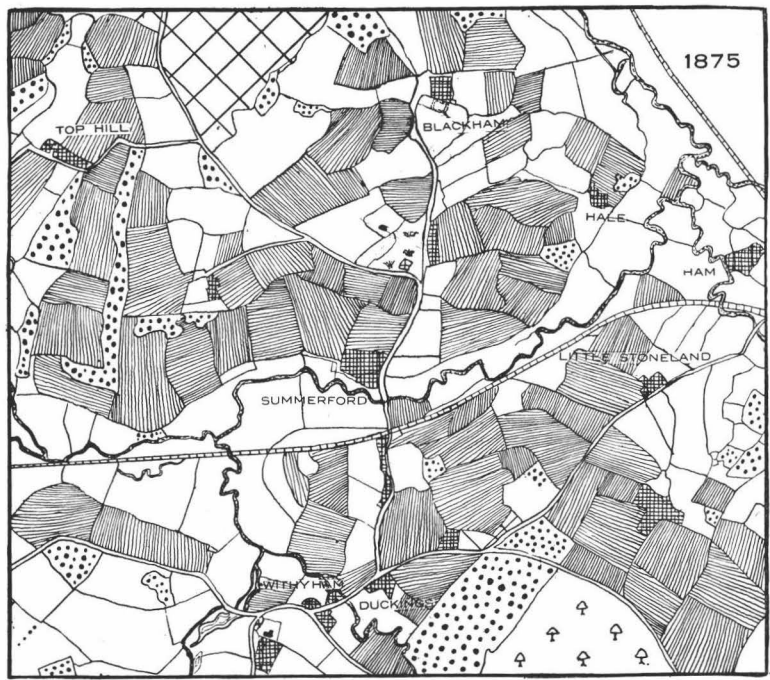 1875
TOP HILL
BLACKHAM
HALE
HAM
LITTLE STONELAND
SUMMERFORD
WITHYHAM
DUCKINGS